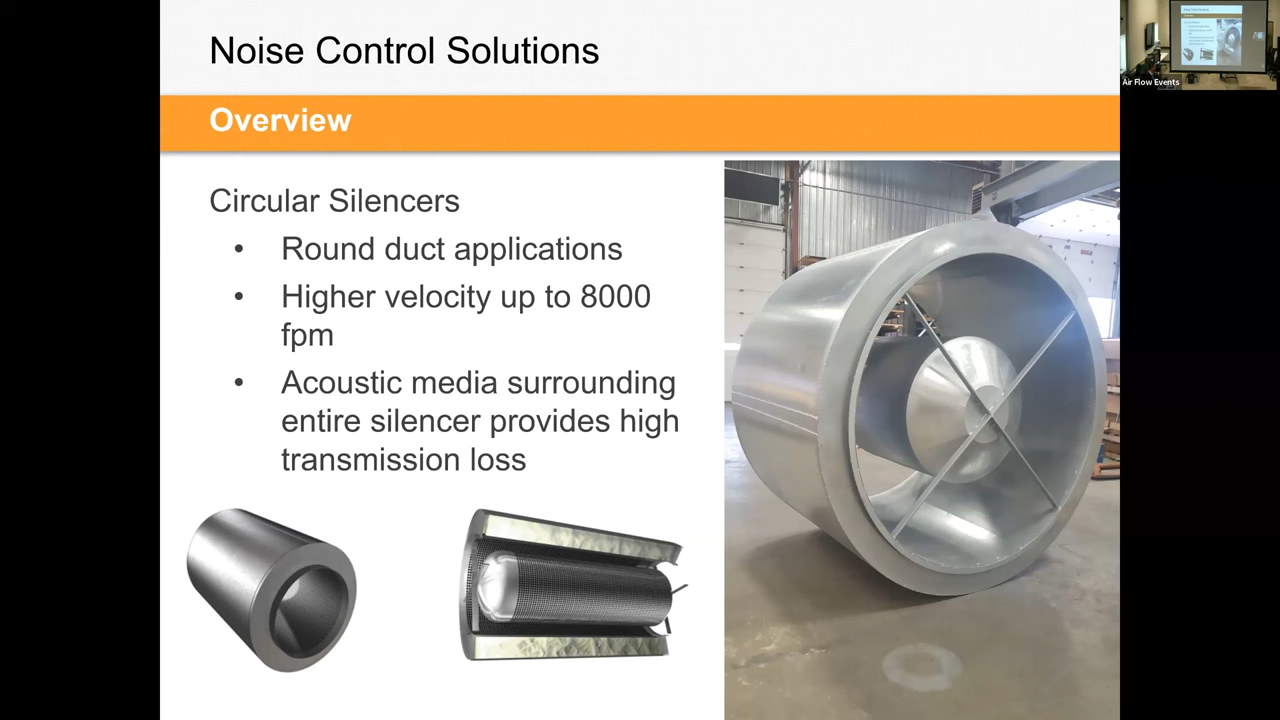 Noise Control Solutions
Overview
Circular Silencers
• Round duct applications
• Higher velocity up to 8000
fpm
• Acoustic media surrounding
entire silencer provides high
transmission loss
Air Flow Events